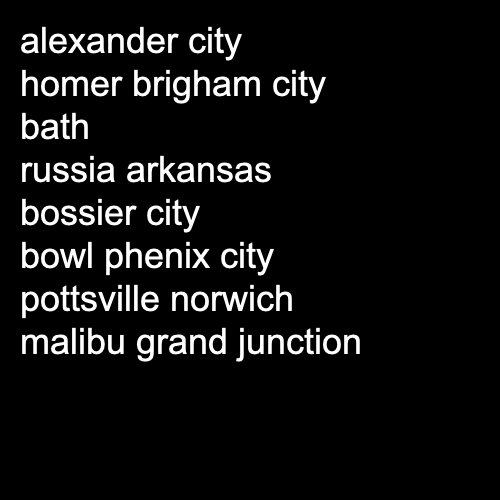 alexander city
homer brigham city
bath
russia arkansas
bossier city
bowl phenix city
pottsville norwich
malibu grand junction